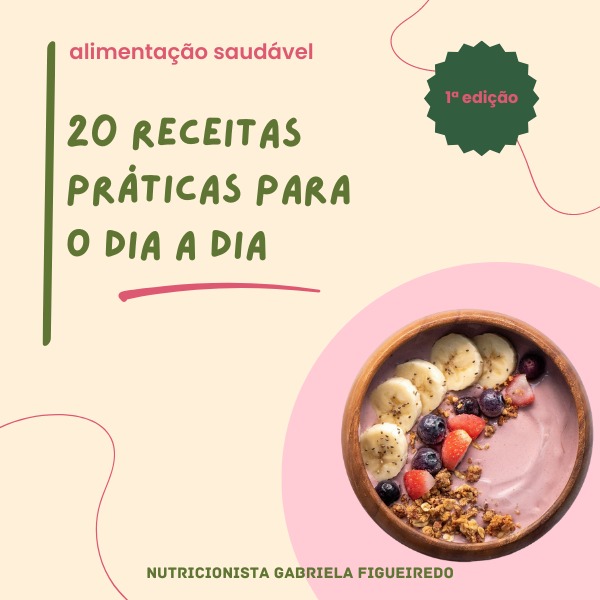 alimentação saudável
1ª edição
20 RECEITAS
PRÁTICAS PARA
O DIA A DIA
NUTRICIONISTA GABRIELA FIGUEIREDO